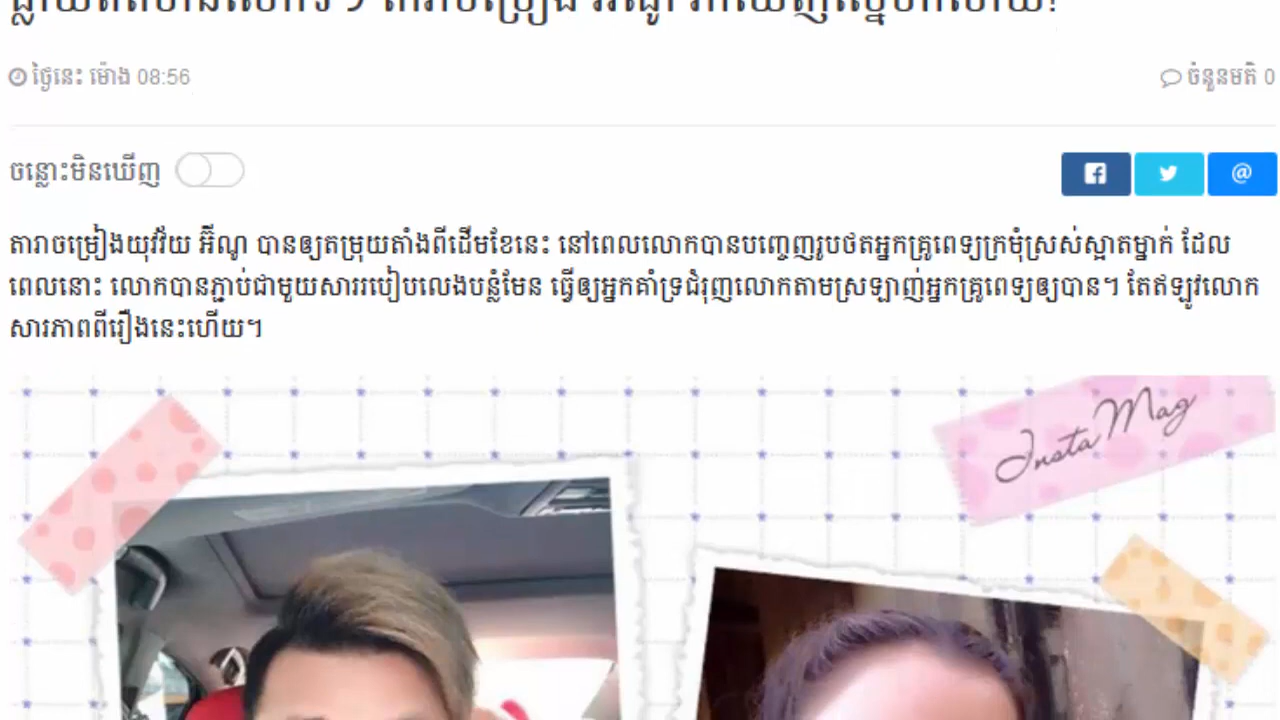 ថ្ងៃនេះ ម៉ោង 08:56
ចំនួនមតិ 0
ចន្លោះមិនឃើញ
តារាចម្រៀងយុវវ័យ អ៊ីណូ បានឲ្យតម្រុយតាំងពីដើមខែនេះ នៅពេលលោកបានបញ្ចេញរូបថតអ្នកគ្រូពេទ្យក្រមុំស្រស់ស្អាតម្នាក់ ដែល
ពេលនោះ លោកបានភ្ជាប់ជាមួយសាររបៀបលេងបន្លំមែន ធ្វើឲ្យអ្នកគាំទ្រជំរុញលោកតាមស្រឡាញ់អ្នកគ្រូពេទ្យឲ្យបាន។ តែឥឡូវលោក
សារភាពពីរឿងនេះហើយ។
InstaMag